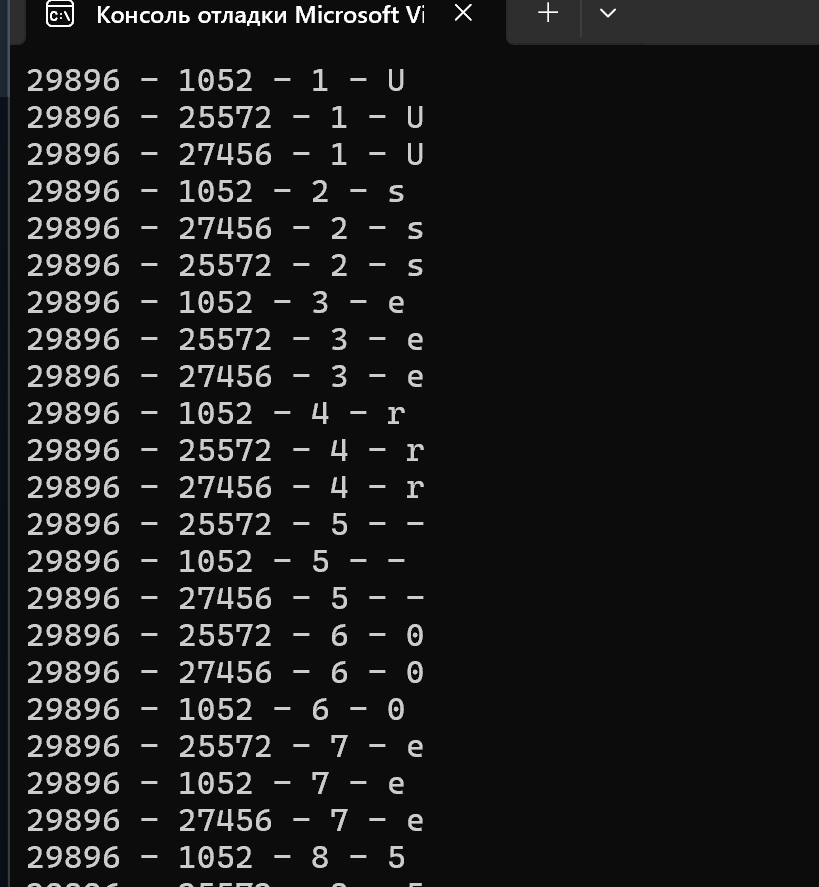 Консоль отладки Microsoft Vi
29896 - 1052 - 1 - U
29896 - 25572 - 1 - U
29896 - 27456 - 1 - U
29896 - 1052 - 2 - s
29896 - 27456 - 2 - s
29896 - 25572 - 2 - s
29896 - 1052 - 3 - e
29896 - 25572 - 3 - e
29896 - 27456 - 3 - e
29896 - 1052 - 4 - r
29896 - 25572 - 4 - r
29896 - 27456 - 4 - r
29896 - 25572 - 5 - -
29896 - 1052 - 5 - -
29896 - 27456 - 5 - -
29896 - 25572 - 6 - 0
29896 - 27456 - 6 - 0
29896 - 1052 - 6 - 0
29896 - 25572 - 7 - e
29896 - 1052 - 7 - e
29896 - 27456 - 7 - e
29896 - 1052 - 8 - 5